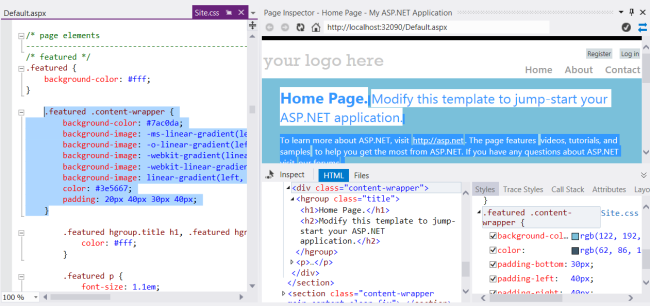 Default.aspx
Site.css
/* page elements
/* featured */
.featured {
background-color: #fff;
}
.featured .content-wrapper {
background-color: #7ac0da;
background-image: -ms-linear-gradient(le
background-image: -o-linear-gradient(lef
background-image: -webkit-gradient(linea
background-image: -webkit-linear-gradien
background-image: linear-gradient(left,
color: #3e5667;
padding: 20px 40px 30px 40px;
}
.featured hgroup.title h1, .featured hgr
color: #fff;
}
.featured p {
font-size: 1.1em;
100 %
Page Inspector - Home Page - My ASP.NET Application
http://localhost:32090/Default.aspx
Register Log in
your logo here
Home About Contact
Home Page. Modify this template to jump-start your
ASP.NET application.
To learn more about ASP.NET, visit http://asp.net. The page features videos, tutorials, and
samples to help you get the most from ASP.NET. If you have any questions about ASP.NET
visit our forums
Inspect HTML Files
<div class="content-wrapper">
<hgroup class="title">
<h1>Home Page.</h1>
<h2>Modify this template to jump-
start your ASP.NET
application.</h2>
</hgroup>
<p>…</p>
</div>
</section>
<section class="content-wrapper
Styles Trace Styles Call Stack Attributes Layou
}
.featured .content-
wrapper {
Site.css
background-col… rgb(122, 192,
color: rgb(62, 86, 1
padding-bottom: 30px;
padding-left: 40px;
padding-right: 40px;